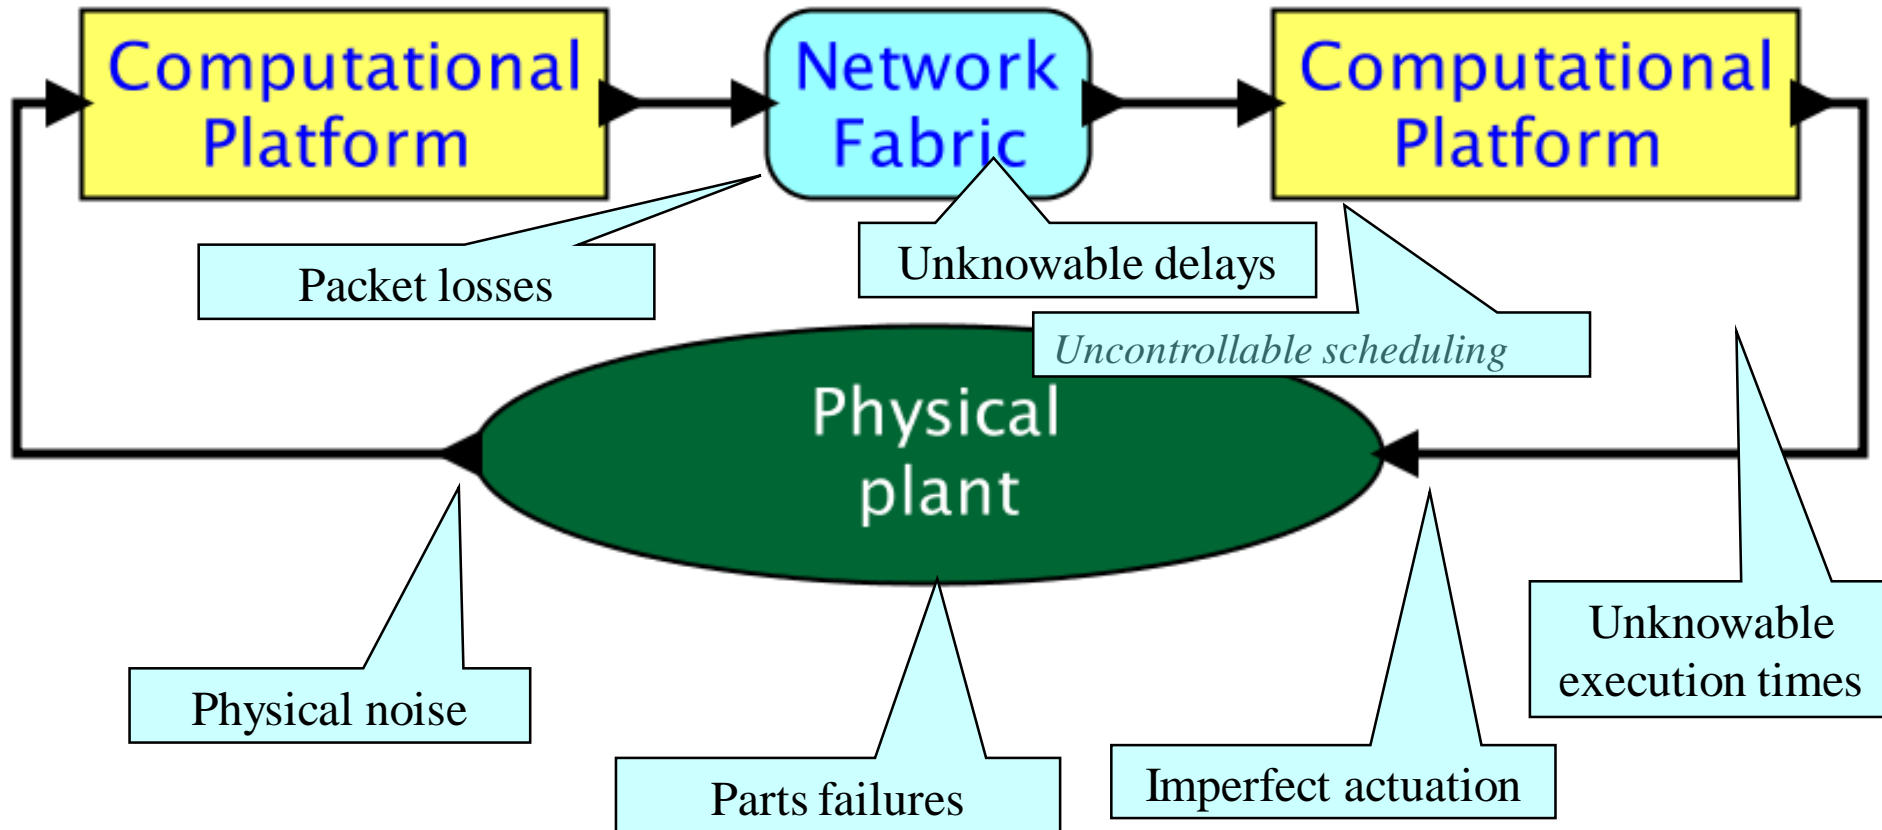 Computational
Platform
Network
Fabric
Computational
Platform
Packet losses
Unknowable delays
Uncontrollable scheduling
Physical
plant
Unknowable
execution times
Physical noise
Parts failures
Imperfect actuation